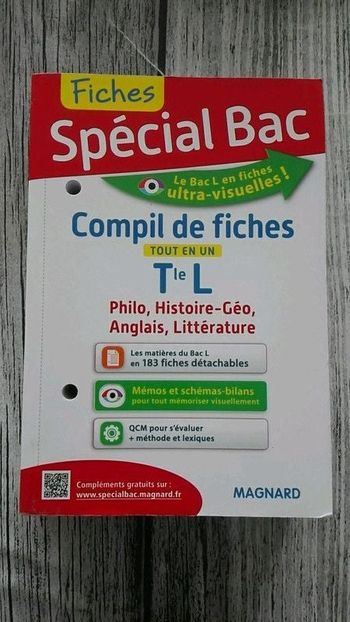 Fiches
Spécial Bac
Le Bac L en fiches
ultra-visuelles !
Compil de fiches
TOUT EN UN
Tle L
Philo, Histoire-Géo,
Anglais, Littérature
Les matières du Bac L
en 183 fiches détachables
Mémos et schémas-bilans
pour tout mémoriser visuellement
QCM pour s'évaluer
+ méthode et lexiques
Compléments gratuits sur :
www.specialbac.magnard.fr
MAGNARD